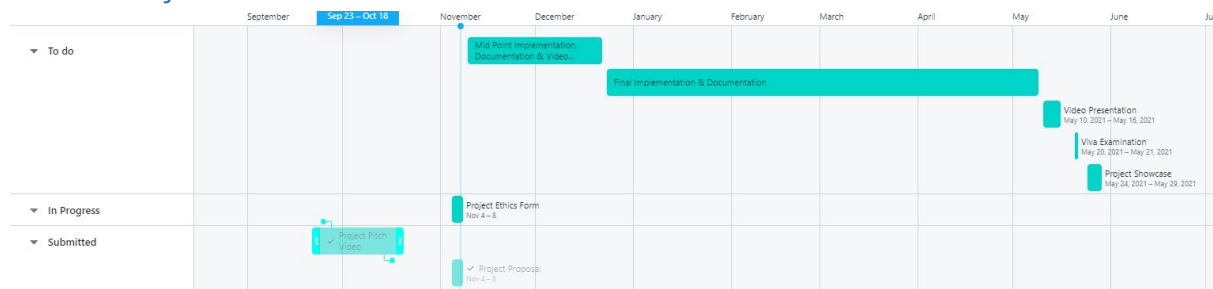 September Sep 23 – Oct 18 November December January February March April May June Ju
To do
Mid Point Implementation,
Documentation & Video...
Final Implementation & Documentation
Video Presentation
May 10, 2021 – May 16, 2021
Viva Examination
May 20, 2021 – May 21, 2021
Project Showcase
May 24, 2021 – May 29, 2021
In Progress
Project Ethics Form
Nov 4 – 8
Submitted
Project Pitch
Video
Project Proposal
Nov 4 – 8